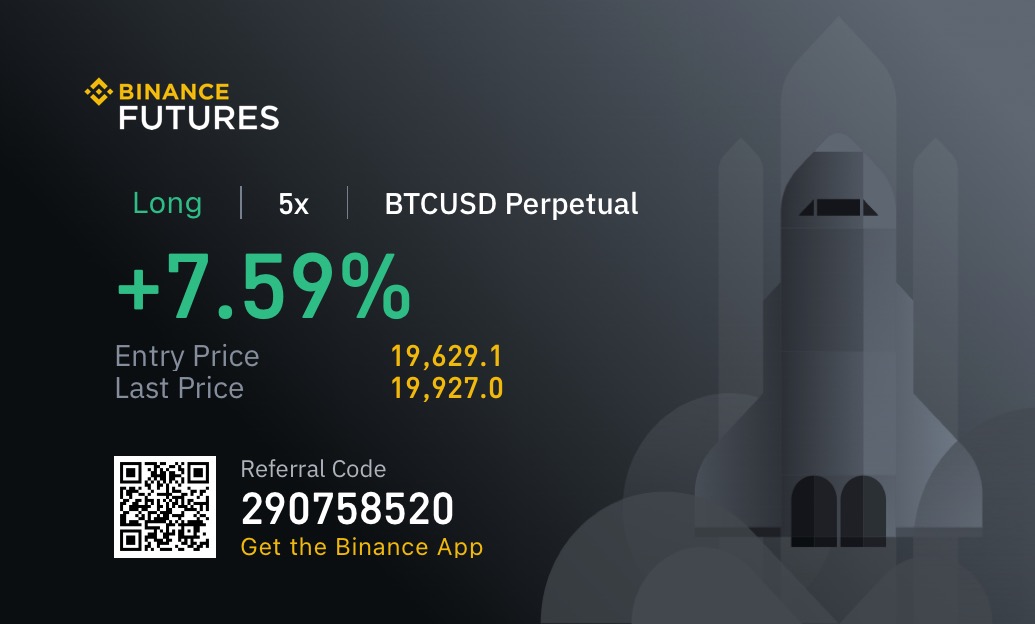 BINANCE
FUTURES
Long | 5x | BTCUSD Perpetual
+7.59%
Entry Price 19,629.1
Last Price 19,927.0
Referral Code
290758520
Get the Binance App